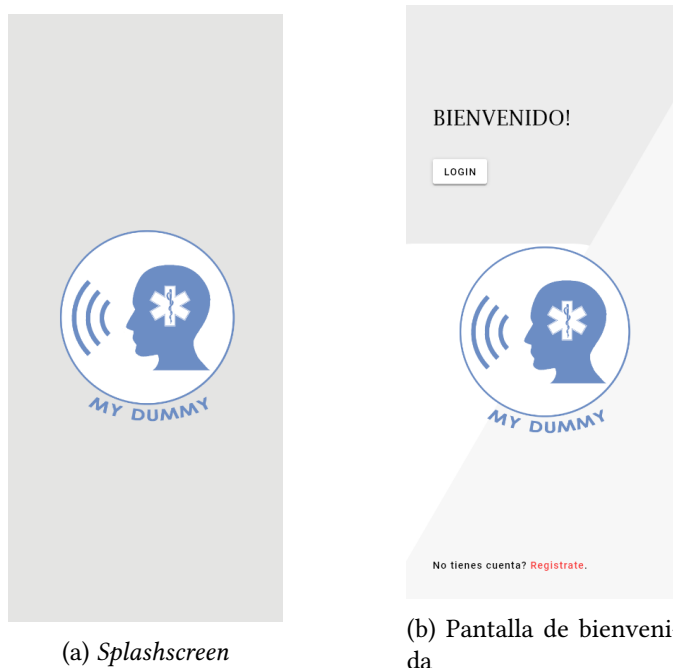 MY DUMMY
(a) Splashscreen
BIENVENIDO!
LOGIN
MY DUMMY
No tienes cuenta? Registrate.
(b) Pantalla de bienveni-
da